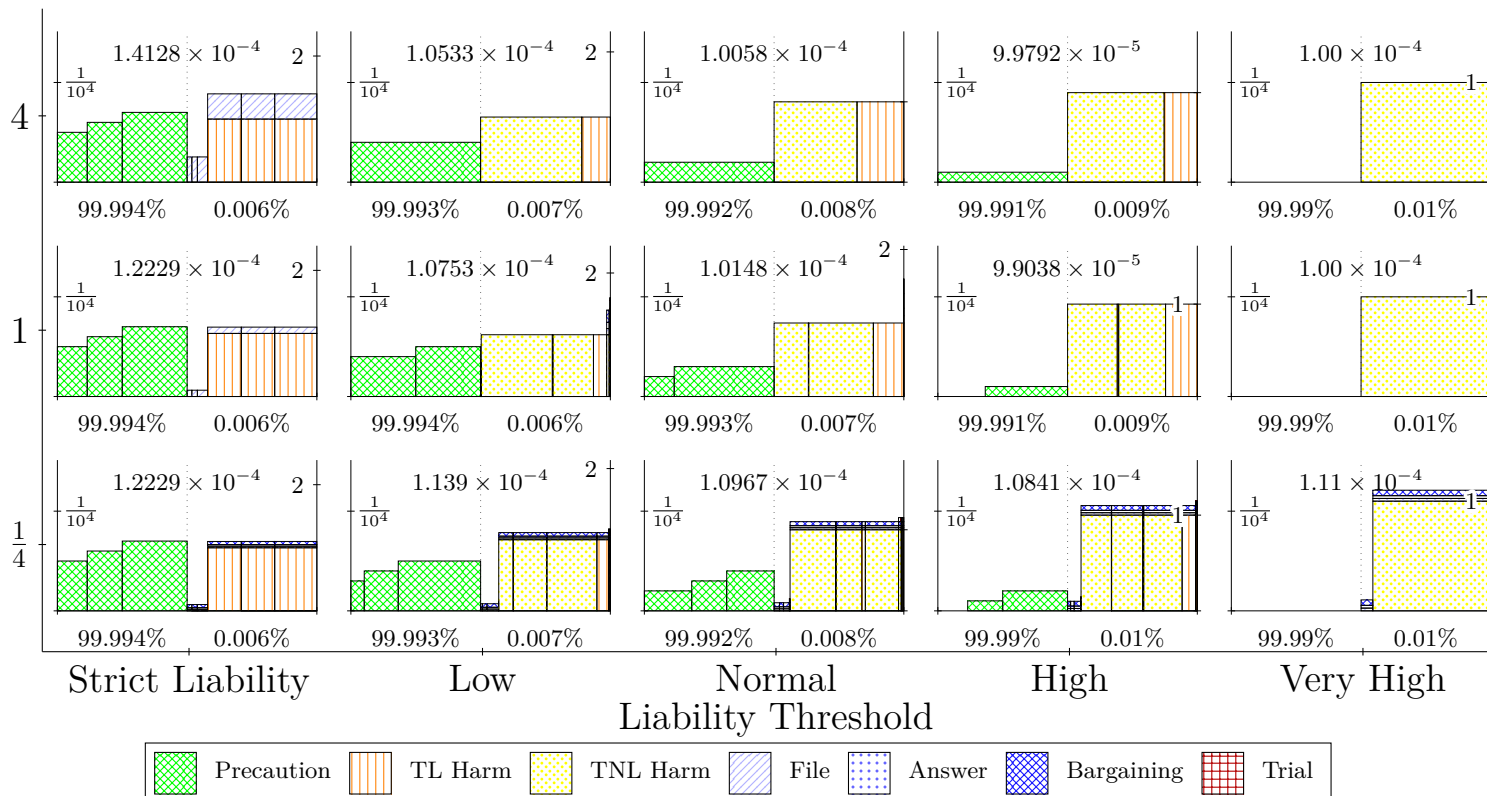 1.4128 × 10⁻⁴ 2 1.0533 × 10⁻⁴ 2 1.0058 × 10⁻⁴ 9.9792 × 10⁻⁵ 1.00 × 10⁻⁴
1/10⁴ 1/10⁴ 1/10⁴ 1/10⁴ 1/10⁴ 1
4
99.994% 0.006% 99.993% 0.007% 99.992% 0.008% 99.991% 0.009% 99.99% 0.01%
1.2229 × 10⁻⁴ 2 1.0753 × 10⁻⁴ 2 1.0148 × 10⁻⁴ 2 9.9038 × 10⁻⁵ 1.00 × 10⁻⁴
1/10⁴ 1/10⁴ 1/10⁴ 1/10⁴ 1 1/10⁴ 1
1
99.994% 0.006% 99.994% 0.006% 99.993% 0.007% 99.991% 0.009% 99.99% 0.01%
1.2229 × 10⁻⁴ 2 1.139 × 10⁻⁴ 2 1.0967 × 10⁻⁴ 1.0841 × 10⁻⁴ 1.11 × 10⁻⁴
1/10⁴ 1/10⁴ 1/10⁴ 1/10⁴ 1 1/10⁴ 1
1/4
99.994% 0.006% 99.993% 0.007% 99.992% 0.008% 99.99% 0.01% 99.99% 0.01%
Strict Liability Low Normal High Very High
Liability Threshold
Precaution TL Harm TNL Harm File Answer Bargaining Trial